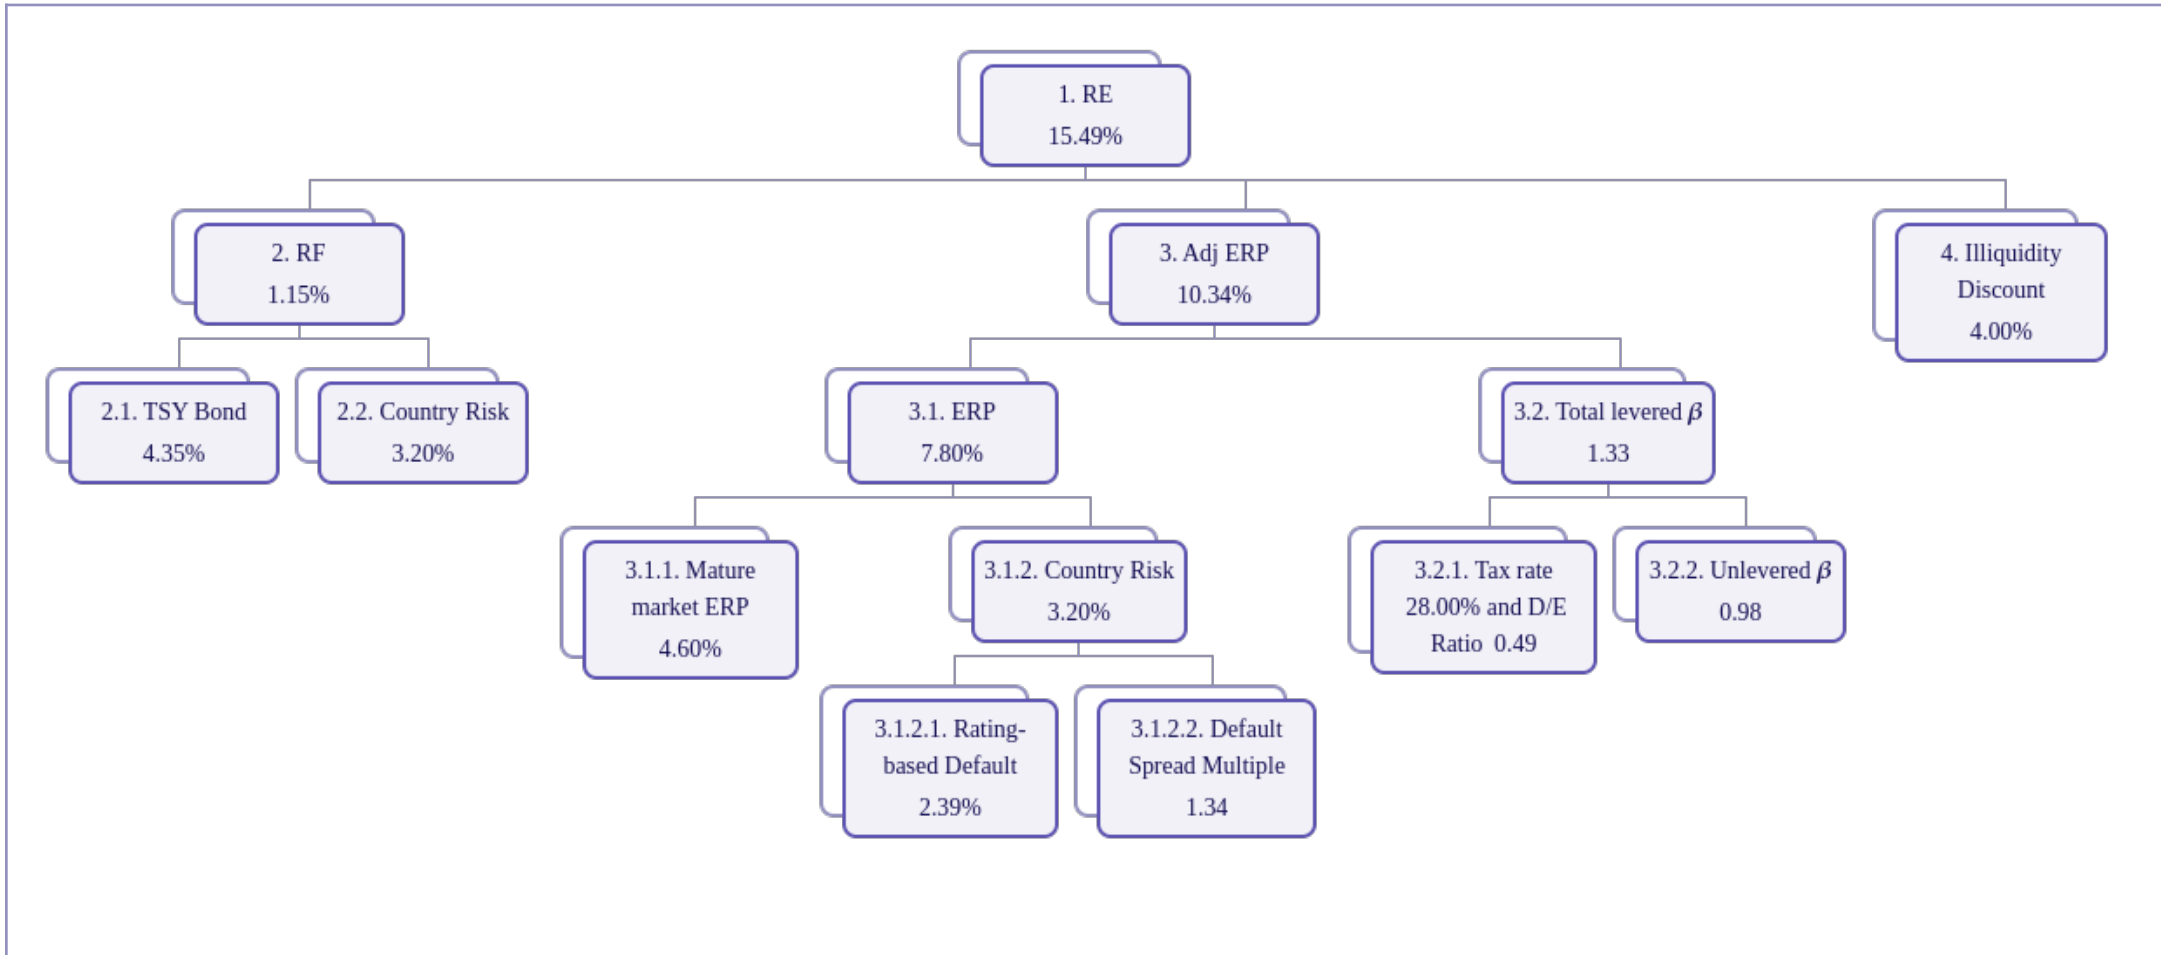 1. RE
15.49%
2. RF
1.15%
3. Adj ERP
10.34%
4. Illiquidity
Discount
4.00%
2.1. TSY Bond
4.35%
2.2. Country Risk
3.20%
3.1. ERP
7.80%
3.2. Total levered β
1.33
3.1.1. Mature
market ERP
4.60%
3.1.2. Country Risk
3.20%
3.2.1. Tax rate
28.00% and D/E
Ratio 0.49
3.2.2. Unlevered β
0.98
3.1.2.1. Rating-
based Default
2.39%
3.1.2.2. Default
Spread Multiple
1.34